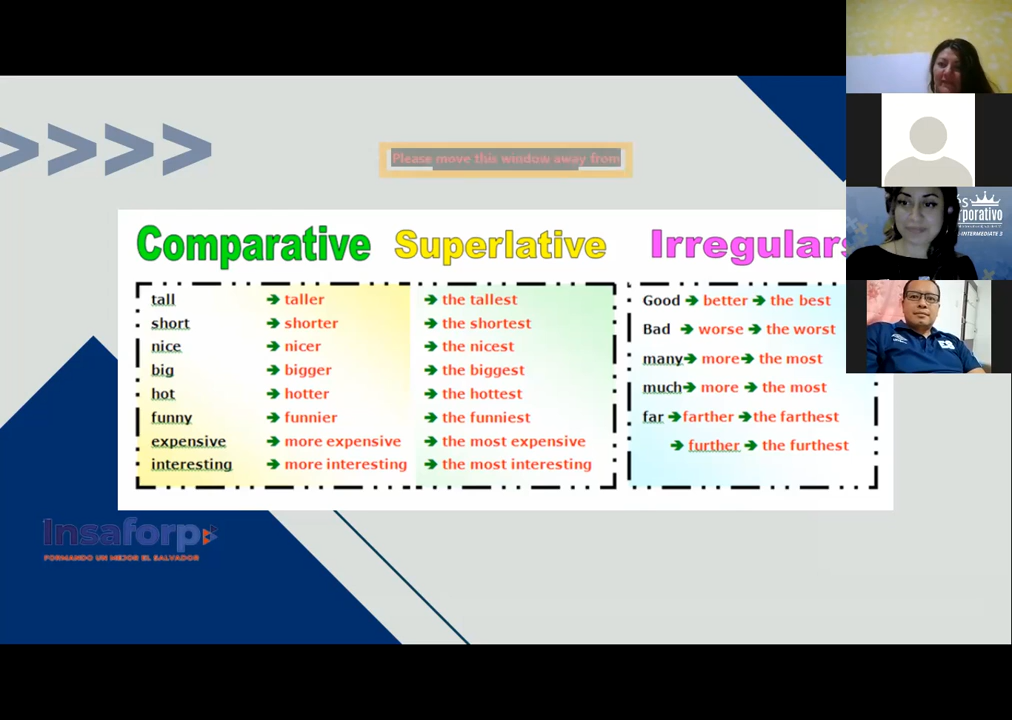 > > > >
Please move this window away from
Comparative Superlative Irregulars
tall → taller → the tallest
short → shorter → the shortest
nice → nicer → the nicest
big → bigger → the biggest
hot → hotter → the hottest
funny → funnier → the funniest
expensive → more expensive → the most expensive
interesting → more interesting → the most interesting
Good → better → the best
Bad → worse → the worst
many → more → the most
much → more → the most
far → farther → the farthest
→ further → the furthest
Insaforp
FORMANDO UN MEJOR EL SALVADOR